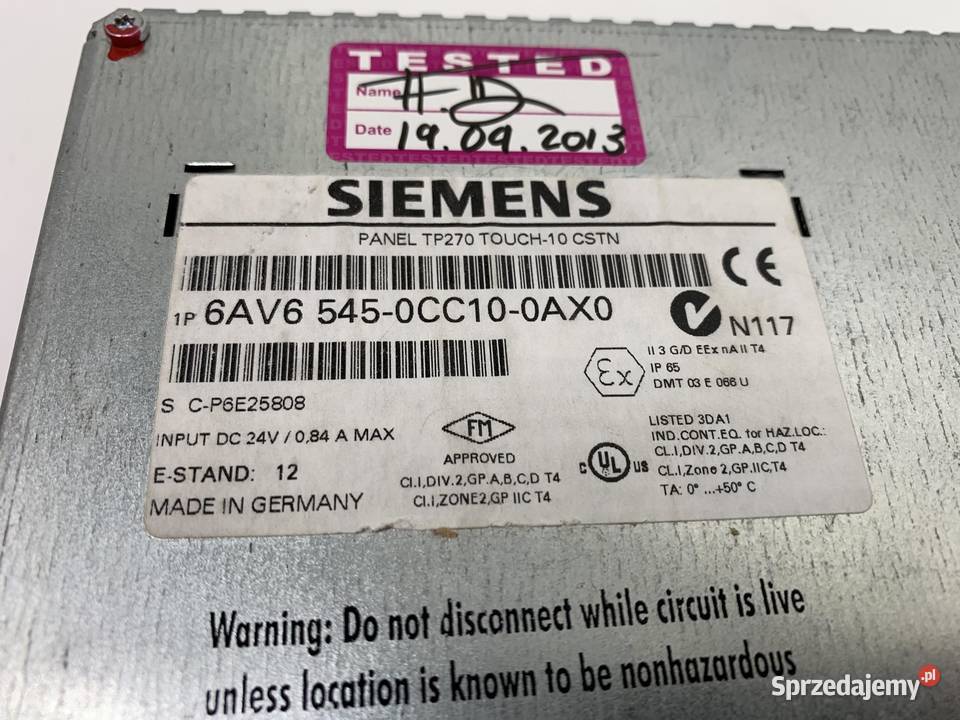 TESTED
Name H.D
Date 19.09.2013
SIEMENS
PANEL TP270 TOUCH-10 CSTN
CE
1P 6AV6 545-0CC10-0AX0
N117
S C-P6E25808
Ex
II 3 G/D EEx nA II T4
IP 65
DMT 03 E 066 U
INPUT DC 24V / 0,84 A MAX
E-STAND: 12
MADE IN GERMANY
FM
APPROVED
CL.I,DIV.2,GP.A,B,C,D T4
CL.I,ZONE2,GP IIC T4
C UL US
LISTED 3DA1
IND.CONT.EQ. for HAZ.LOC.:
CL.I,DIV.2,GP.A,B,C,D T4
CL.I,Zone 2,GP.IIC,T4
TA: 0° ...+50° C
Warning: Do not disconnect while circuit is live
unless location is known to be nonhazardous
Sprzedajemy.pl